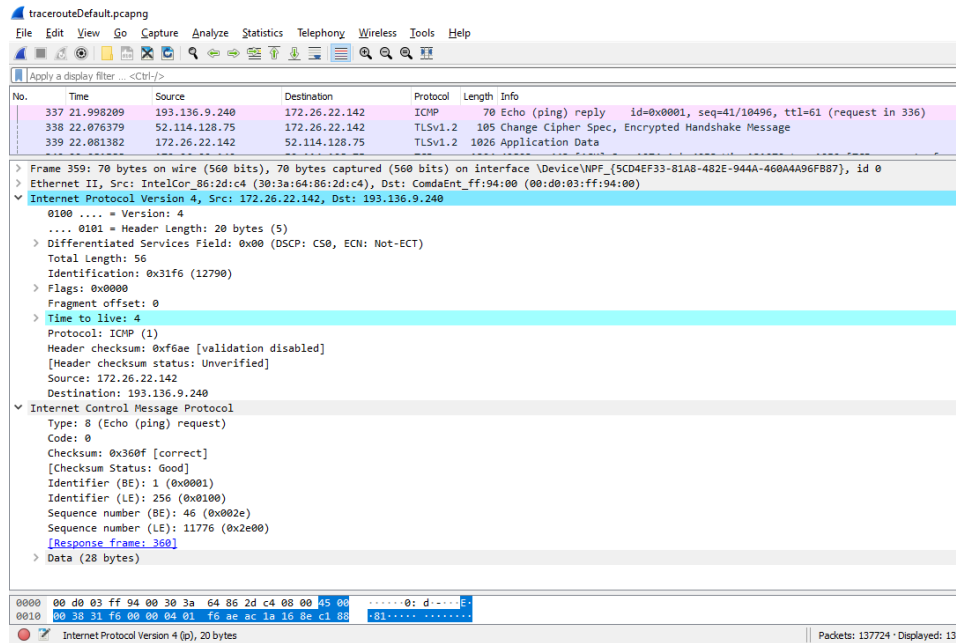 tracerouteDefault.pcapng
File Edit View Go Capture Analyze Statistics Telephony Wireless Tools Help
Apply a display filter ... <Ctrl-/>
No. Time Source Destination Protocol Length Info
337 21.998209 193.136.9.240 172.26.22.142 ICMP 70 Echo (ping) reply id=0x0001, seq=41/10496, ttl=61 (request in 336)
338 22.076379 52.114.128.75 172.26.22.142 TLSv1.2 105 Change Cipher Spec, Encrypted Handshake Message
339 22.081382 172.26.22.142 52.114.128.75 TLSv1.2 1026 Application Data
Frame 359: 70 bytes on wire (560 bits), 70 bytes captured (560 bits) on interface \Device\NPF_{5CD4EF33-81A8-482E-944A-460A4A96FB87}, id 0
Ethernet II, Src: IntelCor_86:2d:c4 (30:3a:64:86:2d:c4), Dst: ComdaEnt_ff:94:00 (00:d0:03:ff:94:00)
Internet Protocol Version 4, Src: 172.26.22.142, Dst: 193.136.9.240
0100 .... = Version: 4
.... 0101 = Header Length: 20 bytes (5)
Differentiated Services Field: 0x00 (DSCP: CS0, ECN: Not-ECT)
Total Length: 56
Identification: 0x31f6 (12790)
Flags: 0x0000
Fragment offset: 0
Time to live: 4
Protocol: ICMP (1)
Header checksum: 0xf6ae [validation disabled]
[Header checksum status: Unverified]
Source: 172.26.22.142
Destination: 193.136.9.240
Internet Control Message Protocol
Type: 8 (Echo (ping) request)
Code: 0
Checksum: 0x360f [correct]
[Checksum Status: Good]
Identifier (BE): 1 (0x0001)
Identifier (LE): 256 (0x0100)
Sequence number (BE): 46 (0x002e)
Sequence number (LE): 11776 (0x2e00)
[Response frame: 360]
Data (28 bytes)
0000 00 d0 03 ff 94 00 30 3a 64 86 2d c4 08 00 45 00 ······0: d·-···E·
0010 00 38 31 f6 00 00 04 01 f6 ae ac 1a 16 8e c1 88 ·81····· ········
Internet Protocol Version 4 (ip), 20 bytes
Packets: 137724 · Displayed: 13